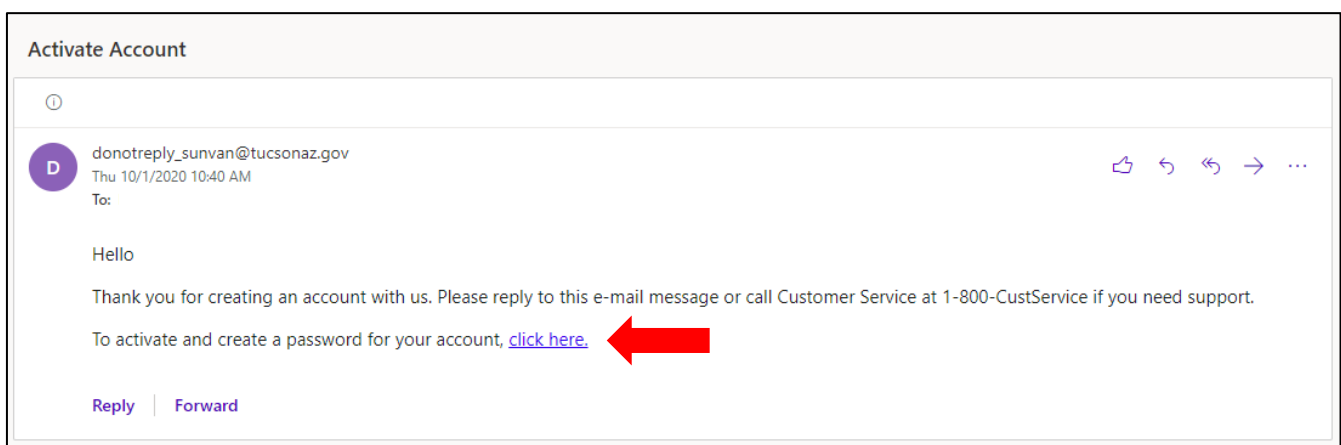 Activate Account
D
donotreply_sunvan@tucsonaz.gov
Thu 10/1/2020 10:40 AM
To:
Hello
Thank you for creating an account with us. Please reply to this e-mail message or call Customer Service at 1-800-CustService if you need support.
To activate and create a password for your account, click here.
Reply Forward